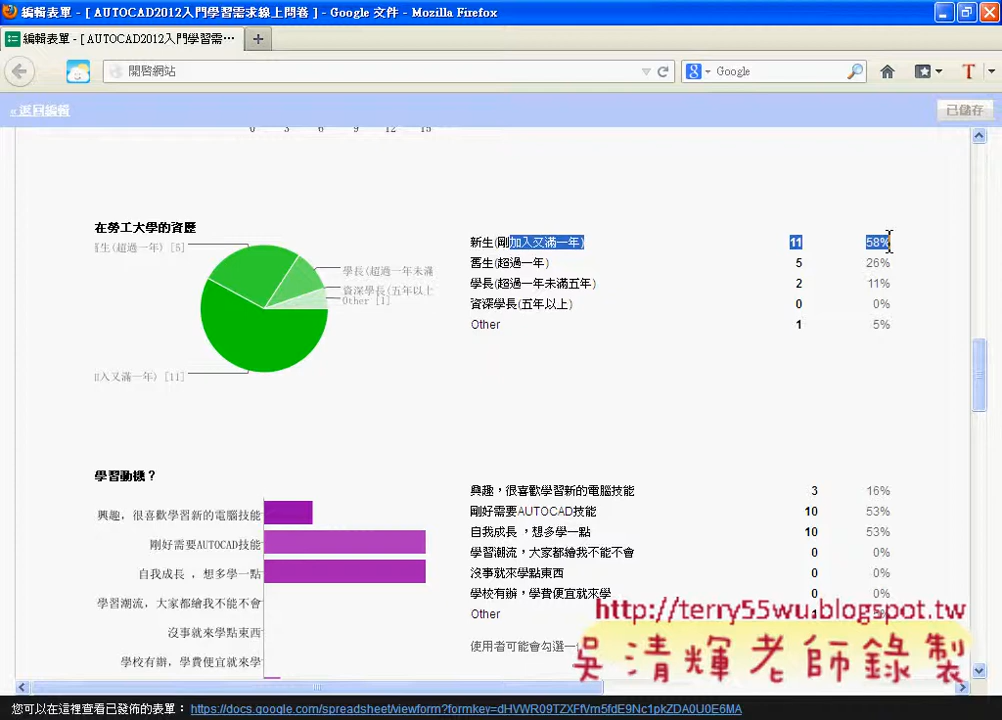 編輯表單 - [ AUTOCAD2012入門學習需求線上問卷 ] - Google 文件 - Mozilla Firefox
編輯表單 - [ AUTOCAD2012入門學習需…
開啓網站
Google
« 返回編輯
已儲存
0 3 6 9 12 15
在勞工大學的資歷
生(超過一年) [5]
學長(超過一年未滿
資深學長(五年以上
Other [1]
入又滿一年) [11]
新生(剛加入又滿一年) 11 58%
舊生(超過一年) 5 26%
學長(超過一年未滿五年) 2 11%
資深學長(五年以上) 0 0%
Other 1 5%
學習動機？
興趣，很喜歡學習新的電腦技能
剛好需要AUTOCAD技能
自我成長 ，想多學一點
學習潮流，大家都繪我不能不會
沒事就來學點東西
學校有辦，學費便宜就來學
興趣，很喜歡學習新的電腦技能 3 16%
剛好需要AUTOCAD技能 10 53%
自我成長 ，想多學一點 10 53%
學習潮流，大家都繪我不能不會 0 0%
沒事就來學點東西 0 0%
學校有辦，學費便宜就來學 0 0%
Other
使用者可能會勾選一
http://terry55wu.blogspot.tw
吳清輝老師錄製
您可以在這裡查看已發佈的表單： https://docs.google.com/spreadsheet/viewform?formkey=dHVWR09TZXFfVm5fdE9Nc1pkZDA0U0E6MA